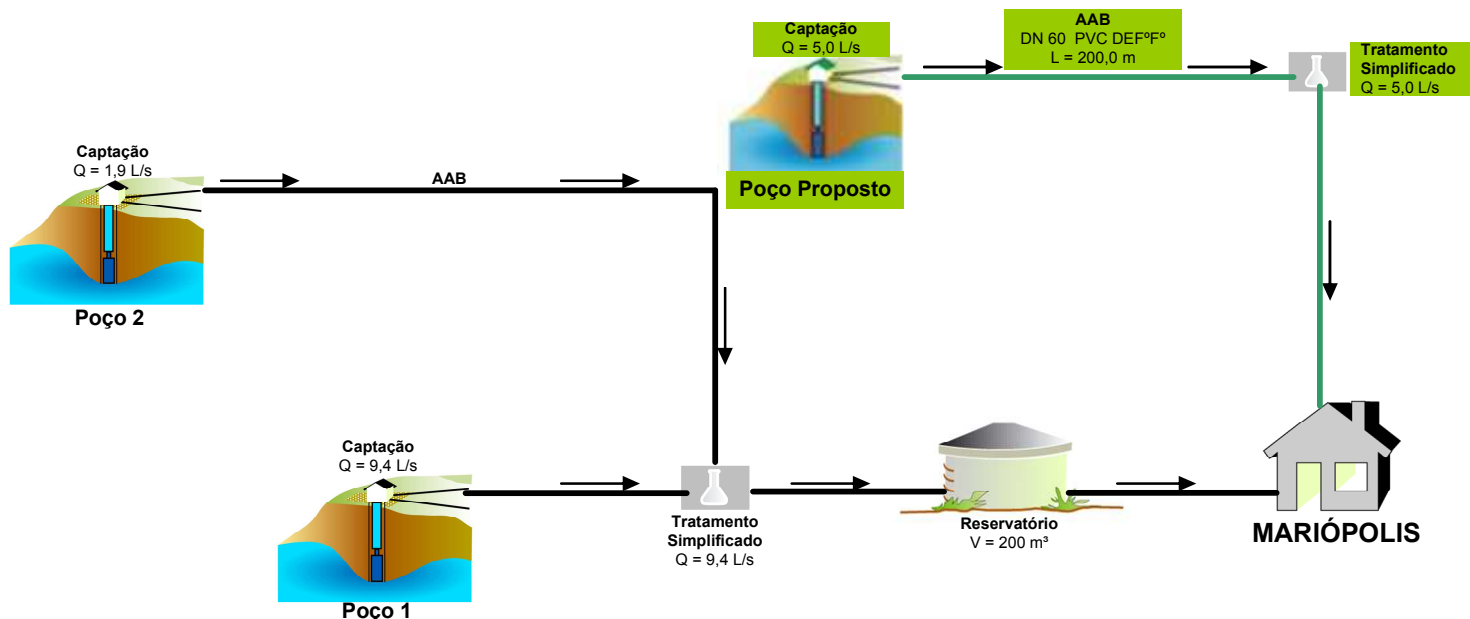 Captação
Q = 5,0 L/s
AAB
DN 60 PVC DEFºFº
L = 200,0 m
Tratamento
Simplificado
Q = 5,0 L/s
Poço Proposto
Captação
Q = 1,9 L/s
AAB
Poço 2
Captação
Q = 9,4 L/s
Poço 1
Tratamento
Simplificado
Q = 9,4 L/s
Reservatório
V = 200 m³
MARIÓPOLIS